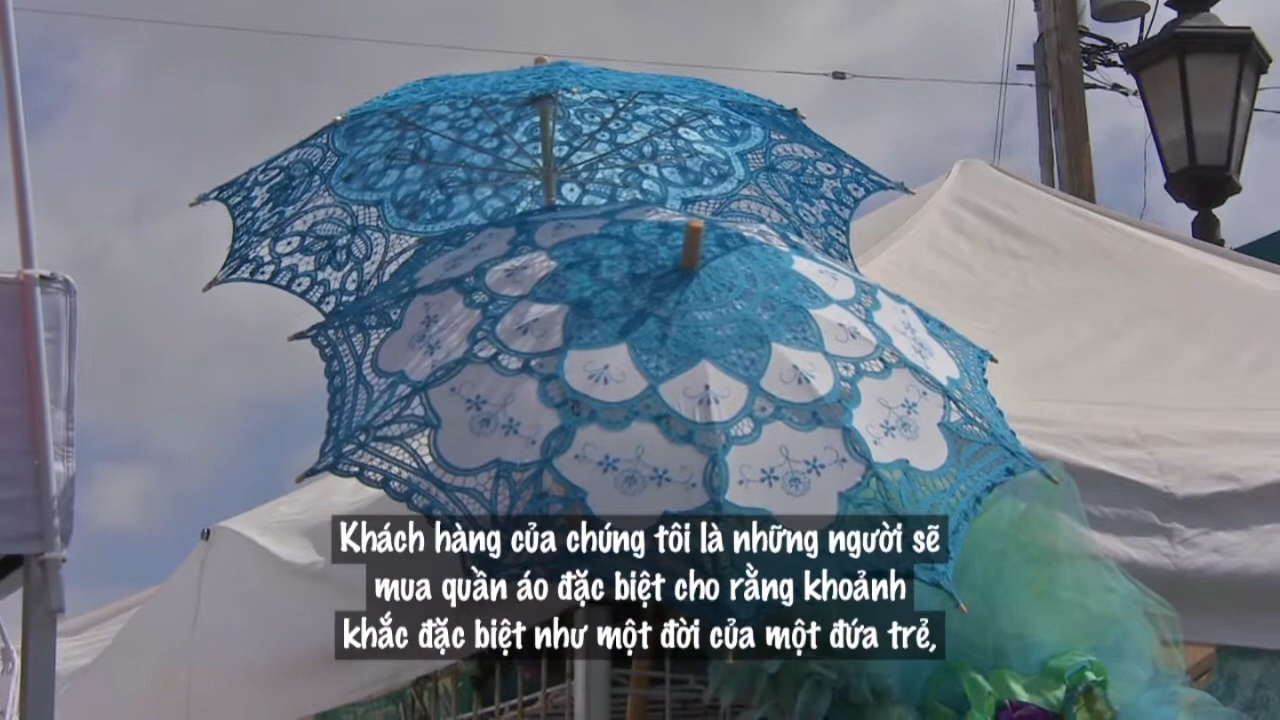 Khách hàng của chúng tôi là những người sẽ
mua quần áo đặc biệt cho rằng khoảnh
khắc đặc biệt như một đời của một đứa trẻ,